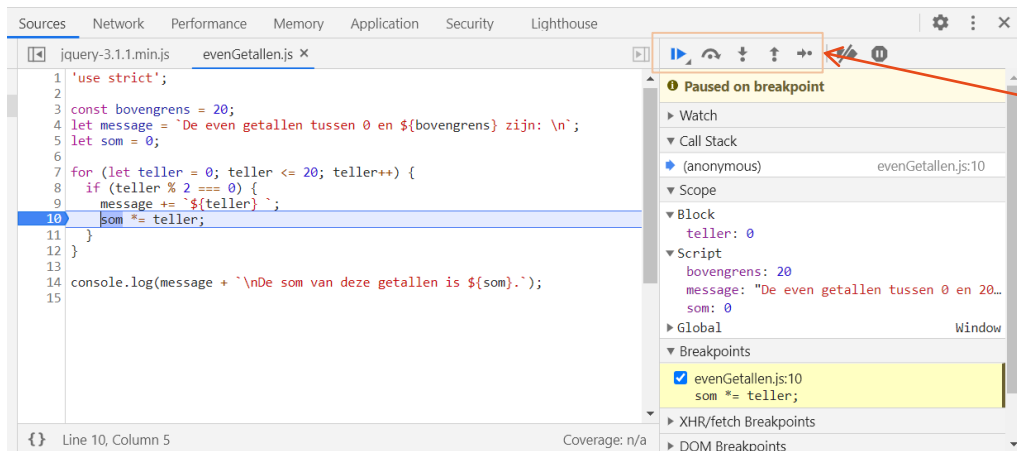 Sources Network Performance Memory Application Security Lighthouse
jquery-3.1.1.min.js evenGetallen.js ×
1 'use strict';
2
3 const bovengrens = 20;
4 let message = `De even getallen tussen 0 en ${bovengrens} zijn: \n`;
5 let som = 0;
6
7 for (let teller = 0; teller <= 20; teller++) {
8 if (teller % 2 === 0) {
9 message += `${teller} `;
10 som *= teller;
11 }
12 }
13
14 console.log(message + `\nDe som van deze getallen is ${som}.`);
15
{} Line 10, Column 5 Coverage: n/a
Paused on breakpoint
Watch
Call Stack
(anonymous) evenGetallen.js:10
Scope
Block
teller: 0
Script
bovengrens: 20
message: "De even getallen tussen 0 en 20…
som: 0
Global Window
Breakpoints
evenGetallen.js:10
som *= teller;
XHR/fetch Breakpoints
DOM Breakpoints